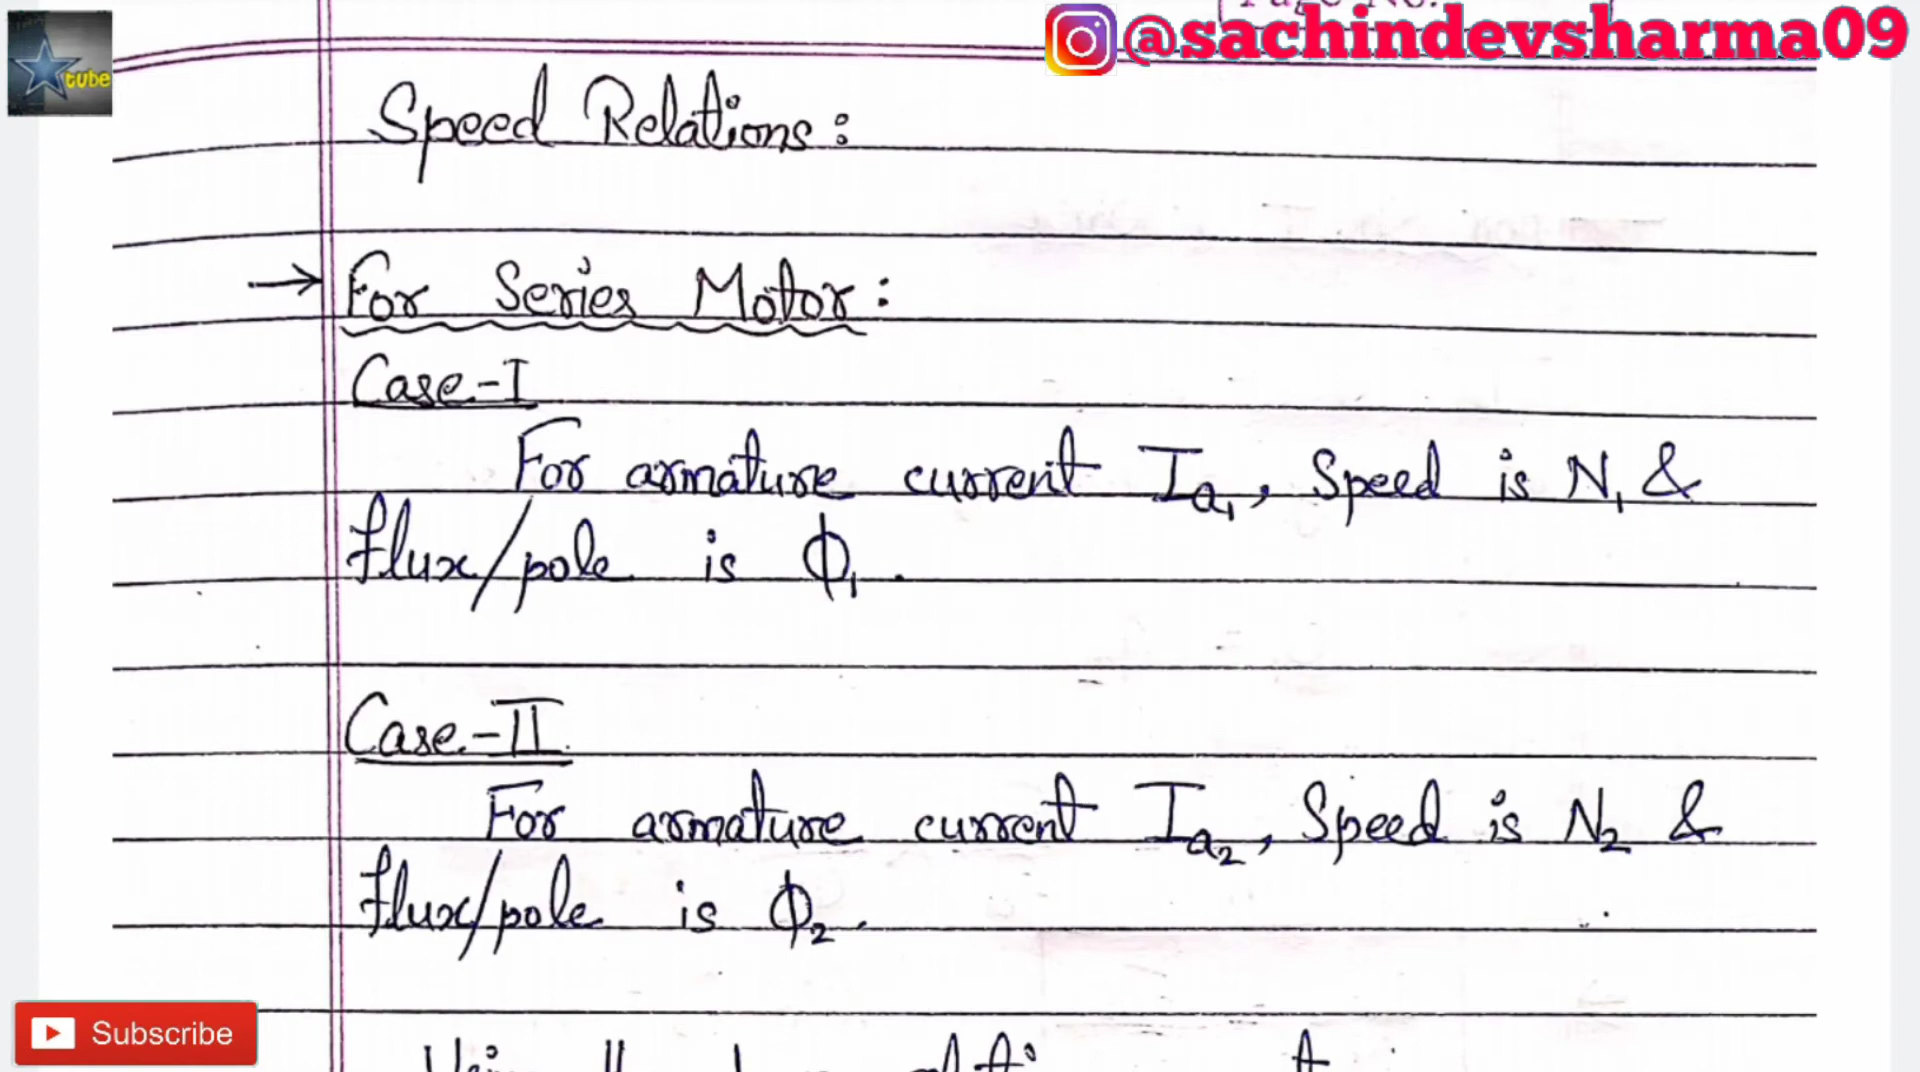 @sachindevsharma09
tube
Speed Relations:
→ For Series Motor:
Case-I
For armature current Ia₁, Speed is N₁ &
flux/pole is Φ₁.
Case-II
For armature current Ia₂, Speed is N₂ &
flux/pole is Φ₂.
Subscribe